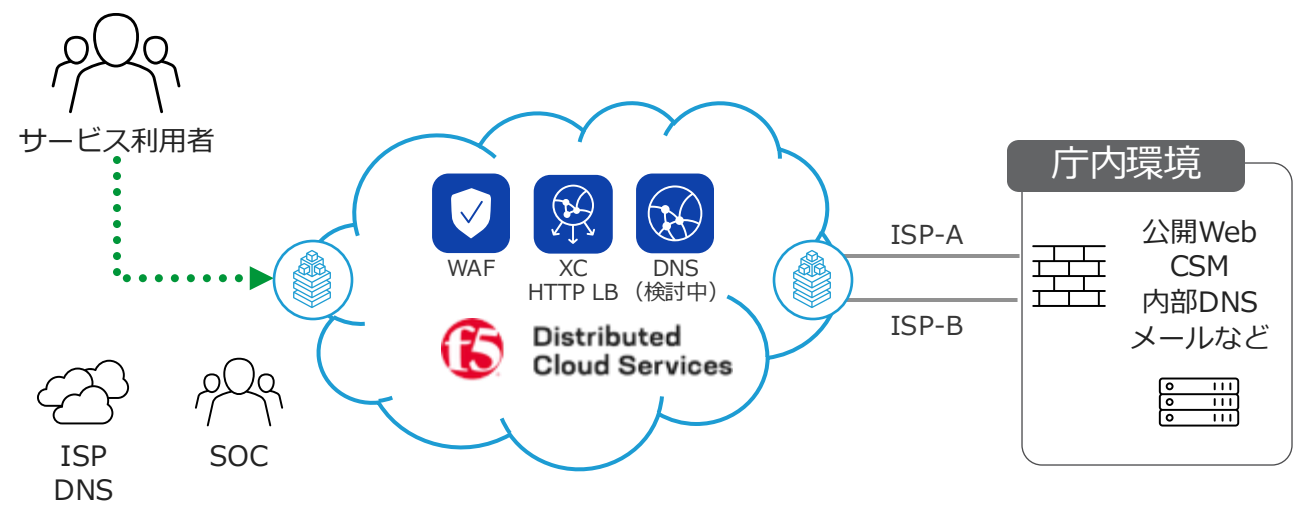 サービス利用者
ISP
DNS
SOC
WAF
XC
HTTP LB
DNS
（検討中）
f5
Distributed
Cloud Services
ISP-A
ISP-B
庁内環境
公開Web
CSM
内部DNS
メールなど